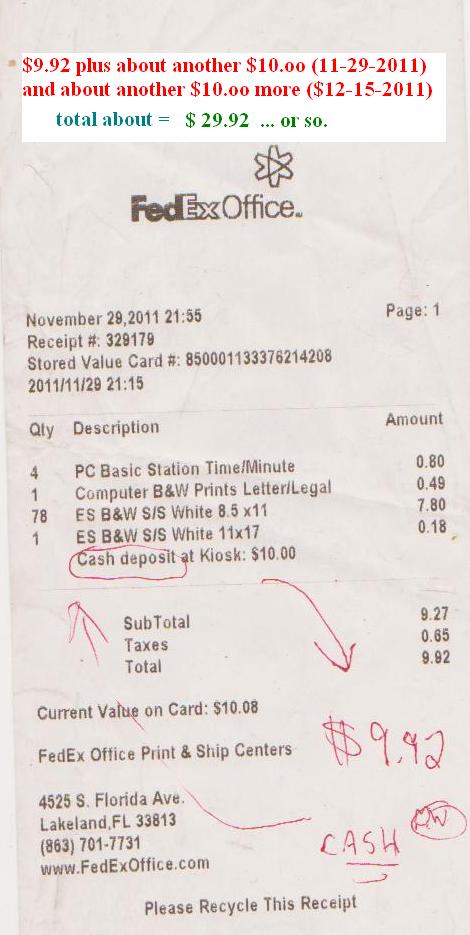 $9.92 plus about another $10.oo (11-29-2011)
and about another $10.oo more ($12-15-2011)
total about = $ 29.92 ... or so.
FedEx Office
November 29,2011 21:55 Page: 1
Receipt #: 329179
Stored Value Card #: 850001133376214208
2011/11/29 21:15
Qty Description Amount
4 PC Basic Station Time/Minute 0.80
1 Computer B&W Prints Letter/Legal 0.49
78 ES B&W S/S White 8.5 x11 7.80
1 ES B&W S/S White 11x17 0.18
Cash deposit at Kiosk: $10.00
SubTotal 9.27
Taxes 0.65
Total 9.92
Current Value on Card: $10.08
$9.92
FedEx Office Print & Ship Centers
4525 S. Florida Ave.
Lakeland,FL 33813
(863) 701-7731
CASH
www.FedExOffice.com
Please Recycle This Receipt